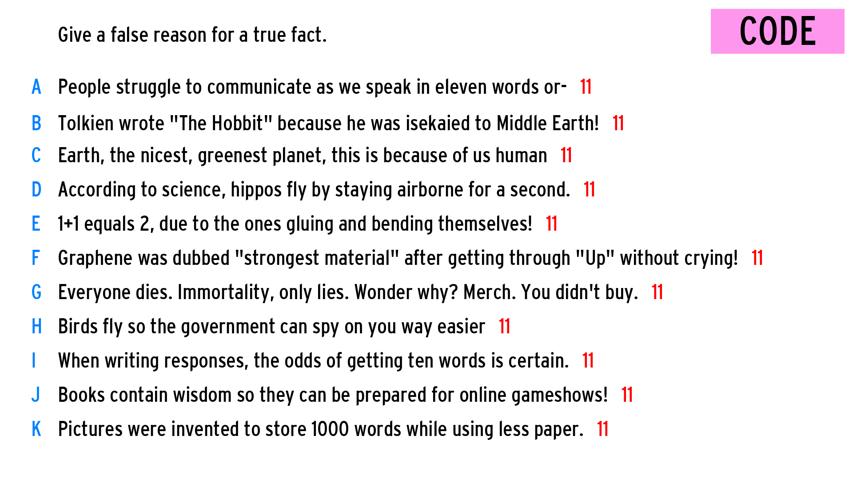 Give a false reason for a true fact.
CODE
A People struggle to communicate as we speak in eleven words or- 11
B Tolkien wrote "The Hobbit" because he was isekaied to Middle Earth! 11
C Earth, the nicest, greenest planet, this is because of us human 11
D According to science, hippos fly by staying airborne for a second. 11
E 1+1 equals 2, due to the ones gluing and bending themselves! 11
F Graphene was dubbed "strongest material" after getting through "Up" without crying! 11
G Everyone dies. Immortality, only lies. Wonder why? Merch. You didn't buy. 11
H Birds fly so the government can spy on you way easier 11
I When writing responses, the odds of getting ten words is certain. 11
J Books contain wisdom so they can be prepared for online gameshows! 11
K Pictures were invented to store 1000 words while using less paper. 11